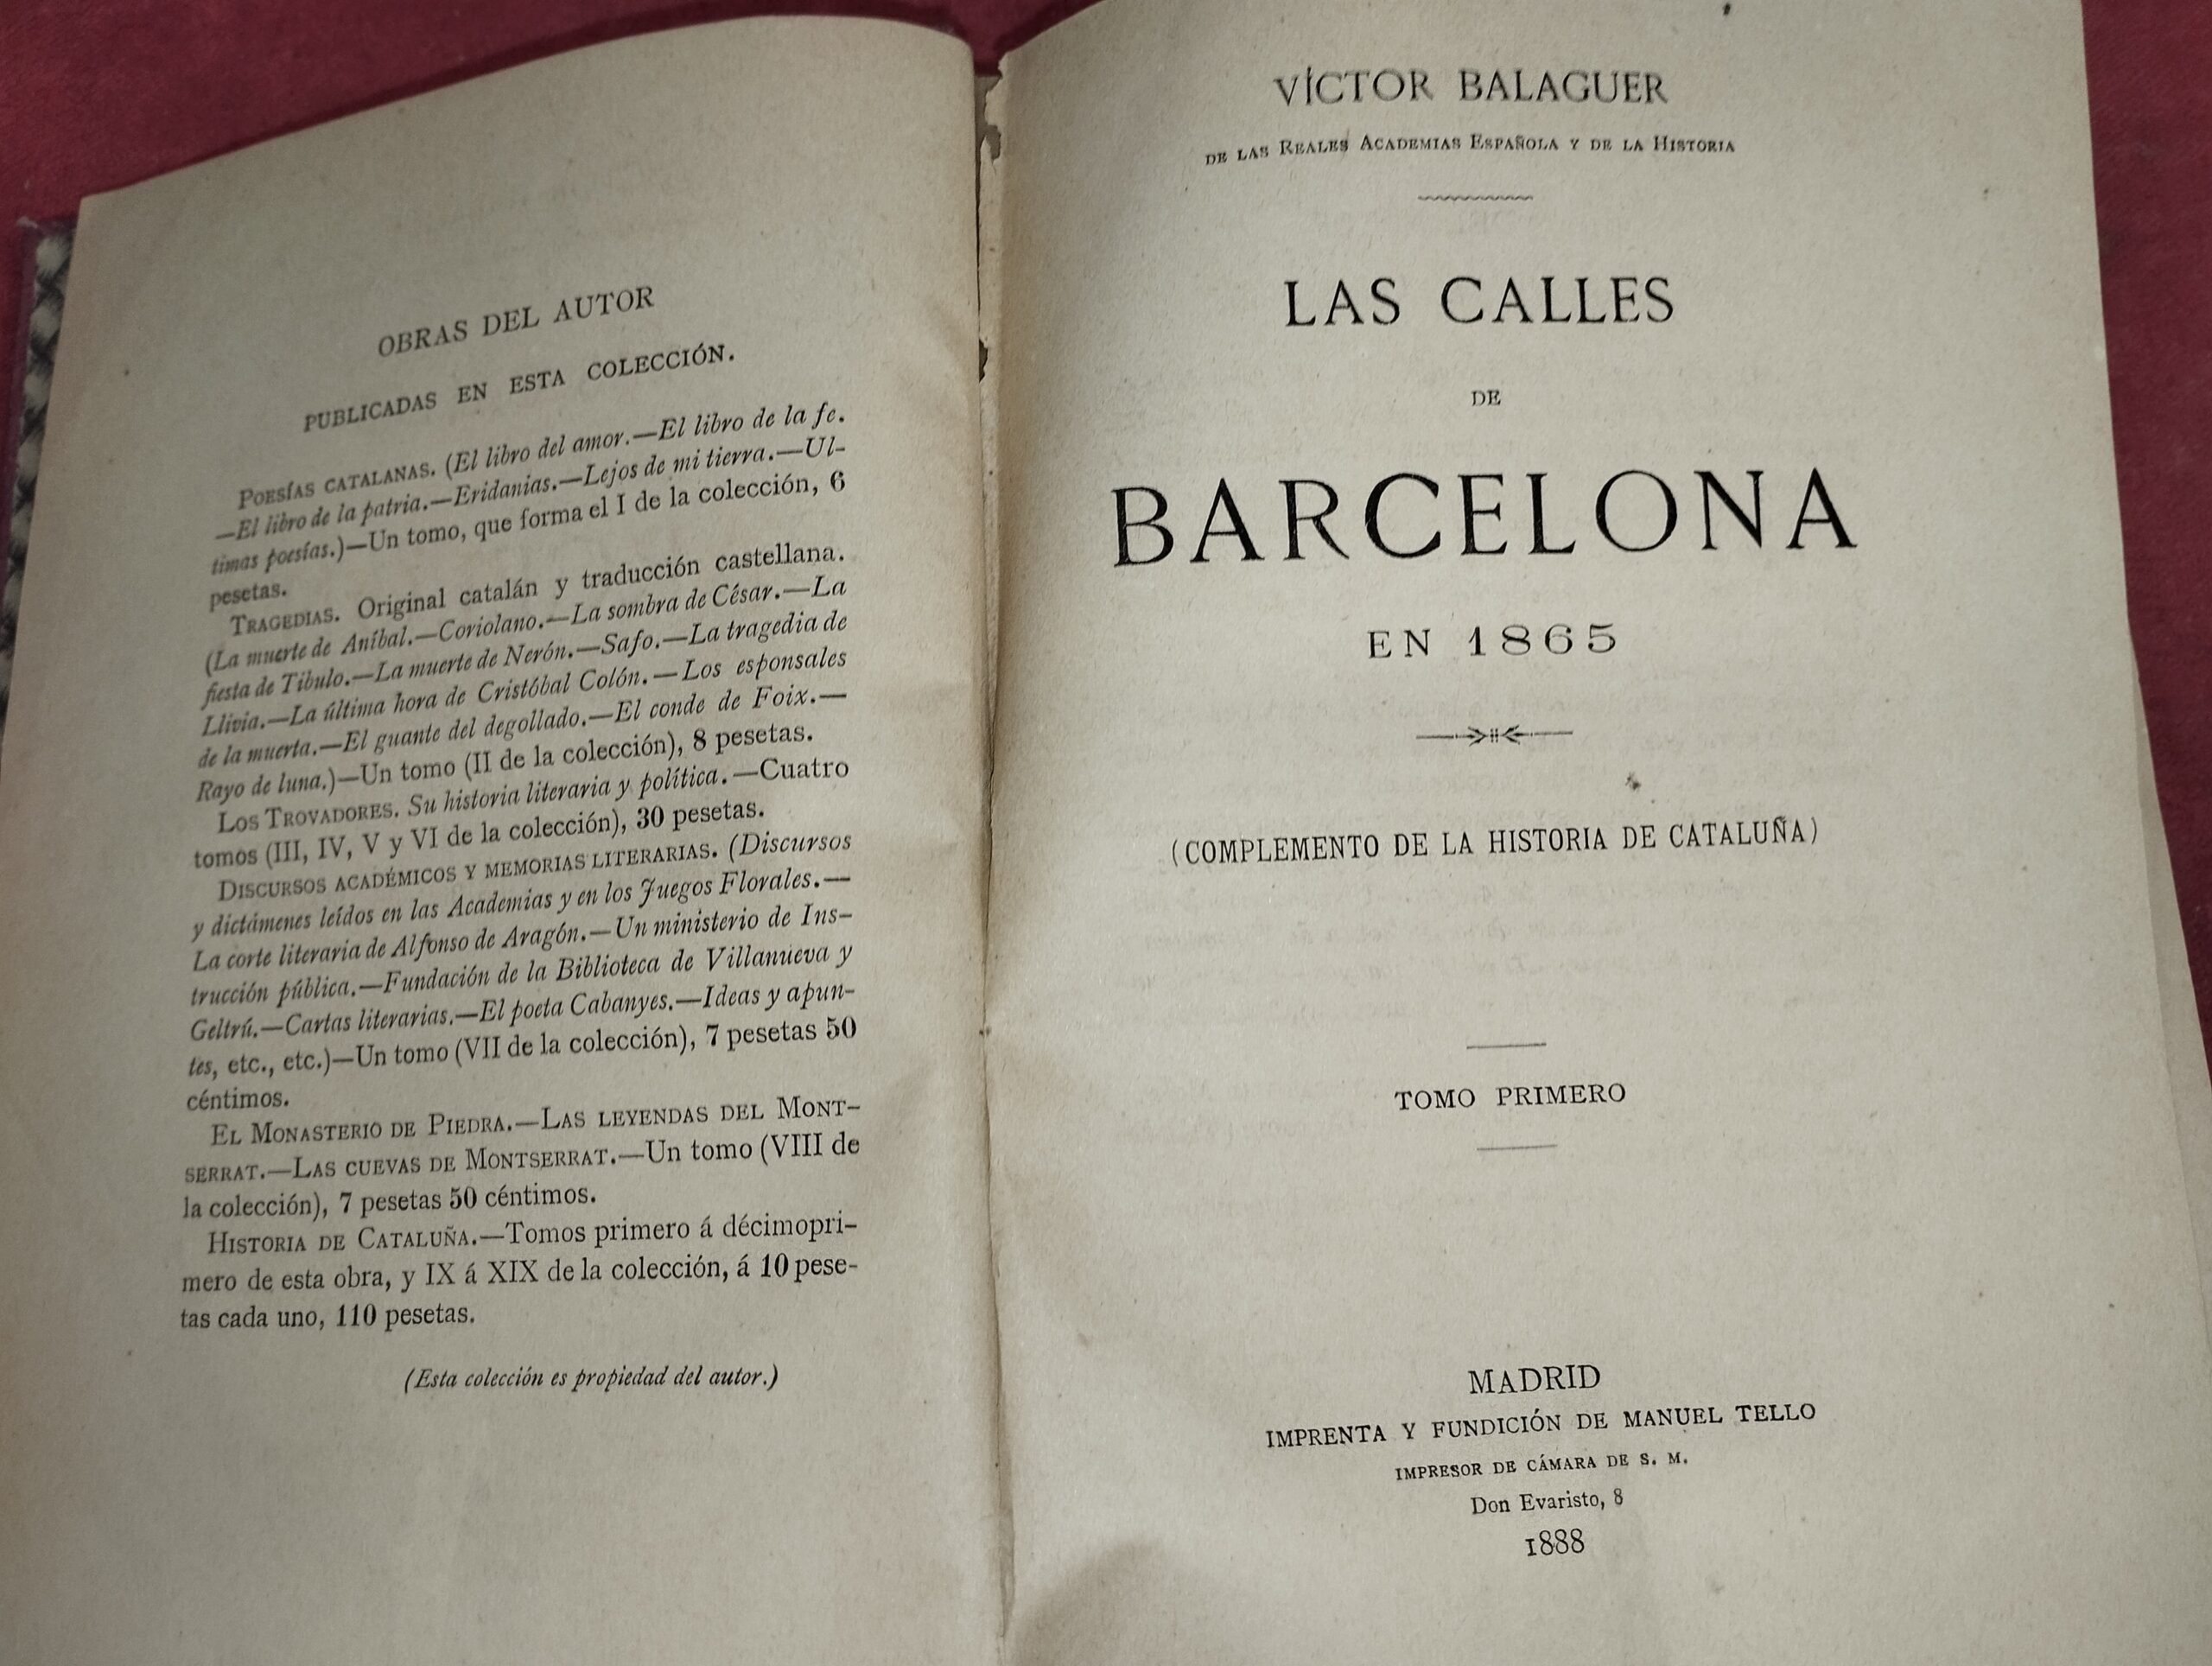 OBRAS DEL AUTOR
PUBLICADAS EN ESTA COLECCIÓN.
POESÍAS CATALANAS. (El libro del amor.—El libro de la fe.
—El libro de la patria.—Eridanias.—Lejos de mi tierra.—Ul-
timas poesías.)—Un tomo, que forma el I de la colección, 6
pesetas.
TRAGEDIAS. Original catalán y traducción castellana.
(La muerte de Aníbal.—Coriolano.—La sombra de César.—La
fiesta de Tibulo.—La muerte de Nerón.—Safo.—La tragedia de
Llivia.—La última hora de Cristóbal Colón.—Los esponsales
de la muerta.—El guante del degollado.—El conde de Foix.—
Rayo de luna.)—Un tomo (II de la colección), 8 pesetas.
LOS TROVADORES. Su historia literaria y política.—Cuatro
tomos (III, IV, V y VI de la colección), 30 pesetas.
DISCURSOS ACADÉMICOS Y MEMORIAS LITERARIAS. (Discursos
y dictámenes leídos en las Academias y en los Juegos Florales.—
La corte literaria de Alfonso de Aragón.—Un ministerio de Ins-
trucción pública.—Fundación de la Biblioteca de Villanueva y
Geltrú.—Cartas literarias.—El poeta Cabanyes.—Ideas y apun-
tes, etc., etc.)—Un tomo (VII de la colección), 7 pesetas 50
céntimos.
EL MONASTERIO DE PIEDRA.—LAS LEYENDAS DEL MONT-
SERRAT.—LAS CUEVAS DE MONTSERRAT.—Un tomo (VIII de
la colección), 7 pesetas 50 céntimos.
HISTORIA DE CATALUÑA.—Tomos primero á décimopri-
mero de esta obra, y IX á XIX de la colección, á 10 pese-
tas cada uno, 110 pesetas.
(Esta colección es propiedad del autor.)
VÍCTOR BALAGUER
DE LAS REALES ACADEMIAS ESPAÑOLA Y DE LA HISTORIA
LAS CALLES
DE
BARCELONA
EN 1865
(COMPLEMENTO DE LA HISTORIA DE CATALUÑA)
TOMO PRIMERO
MADRID
IMPRENTA Y FUNDICIÓN DE MANUEL TELLO
IMPRESOR DE CÁMARA DE S. M.
Don Evaristo, 8
1888